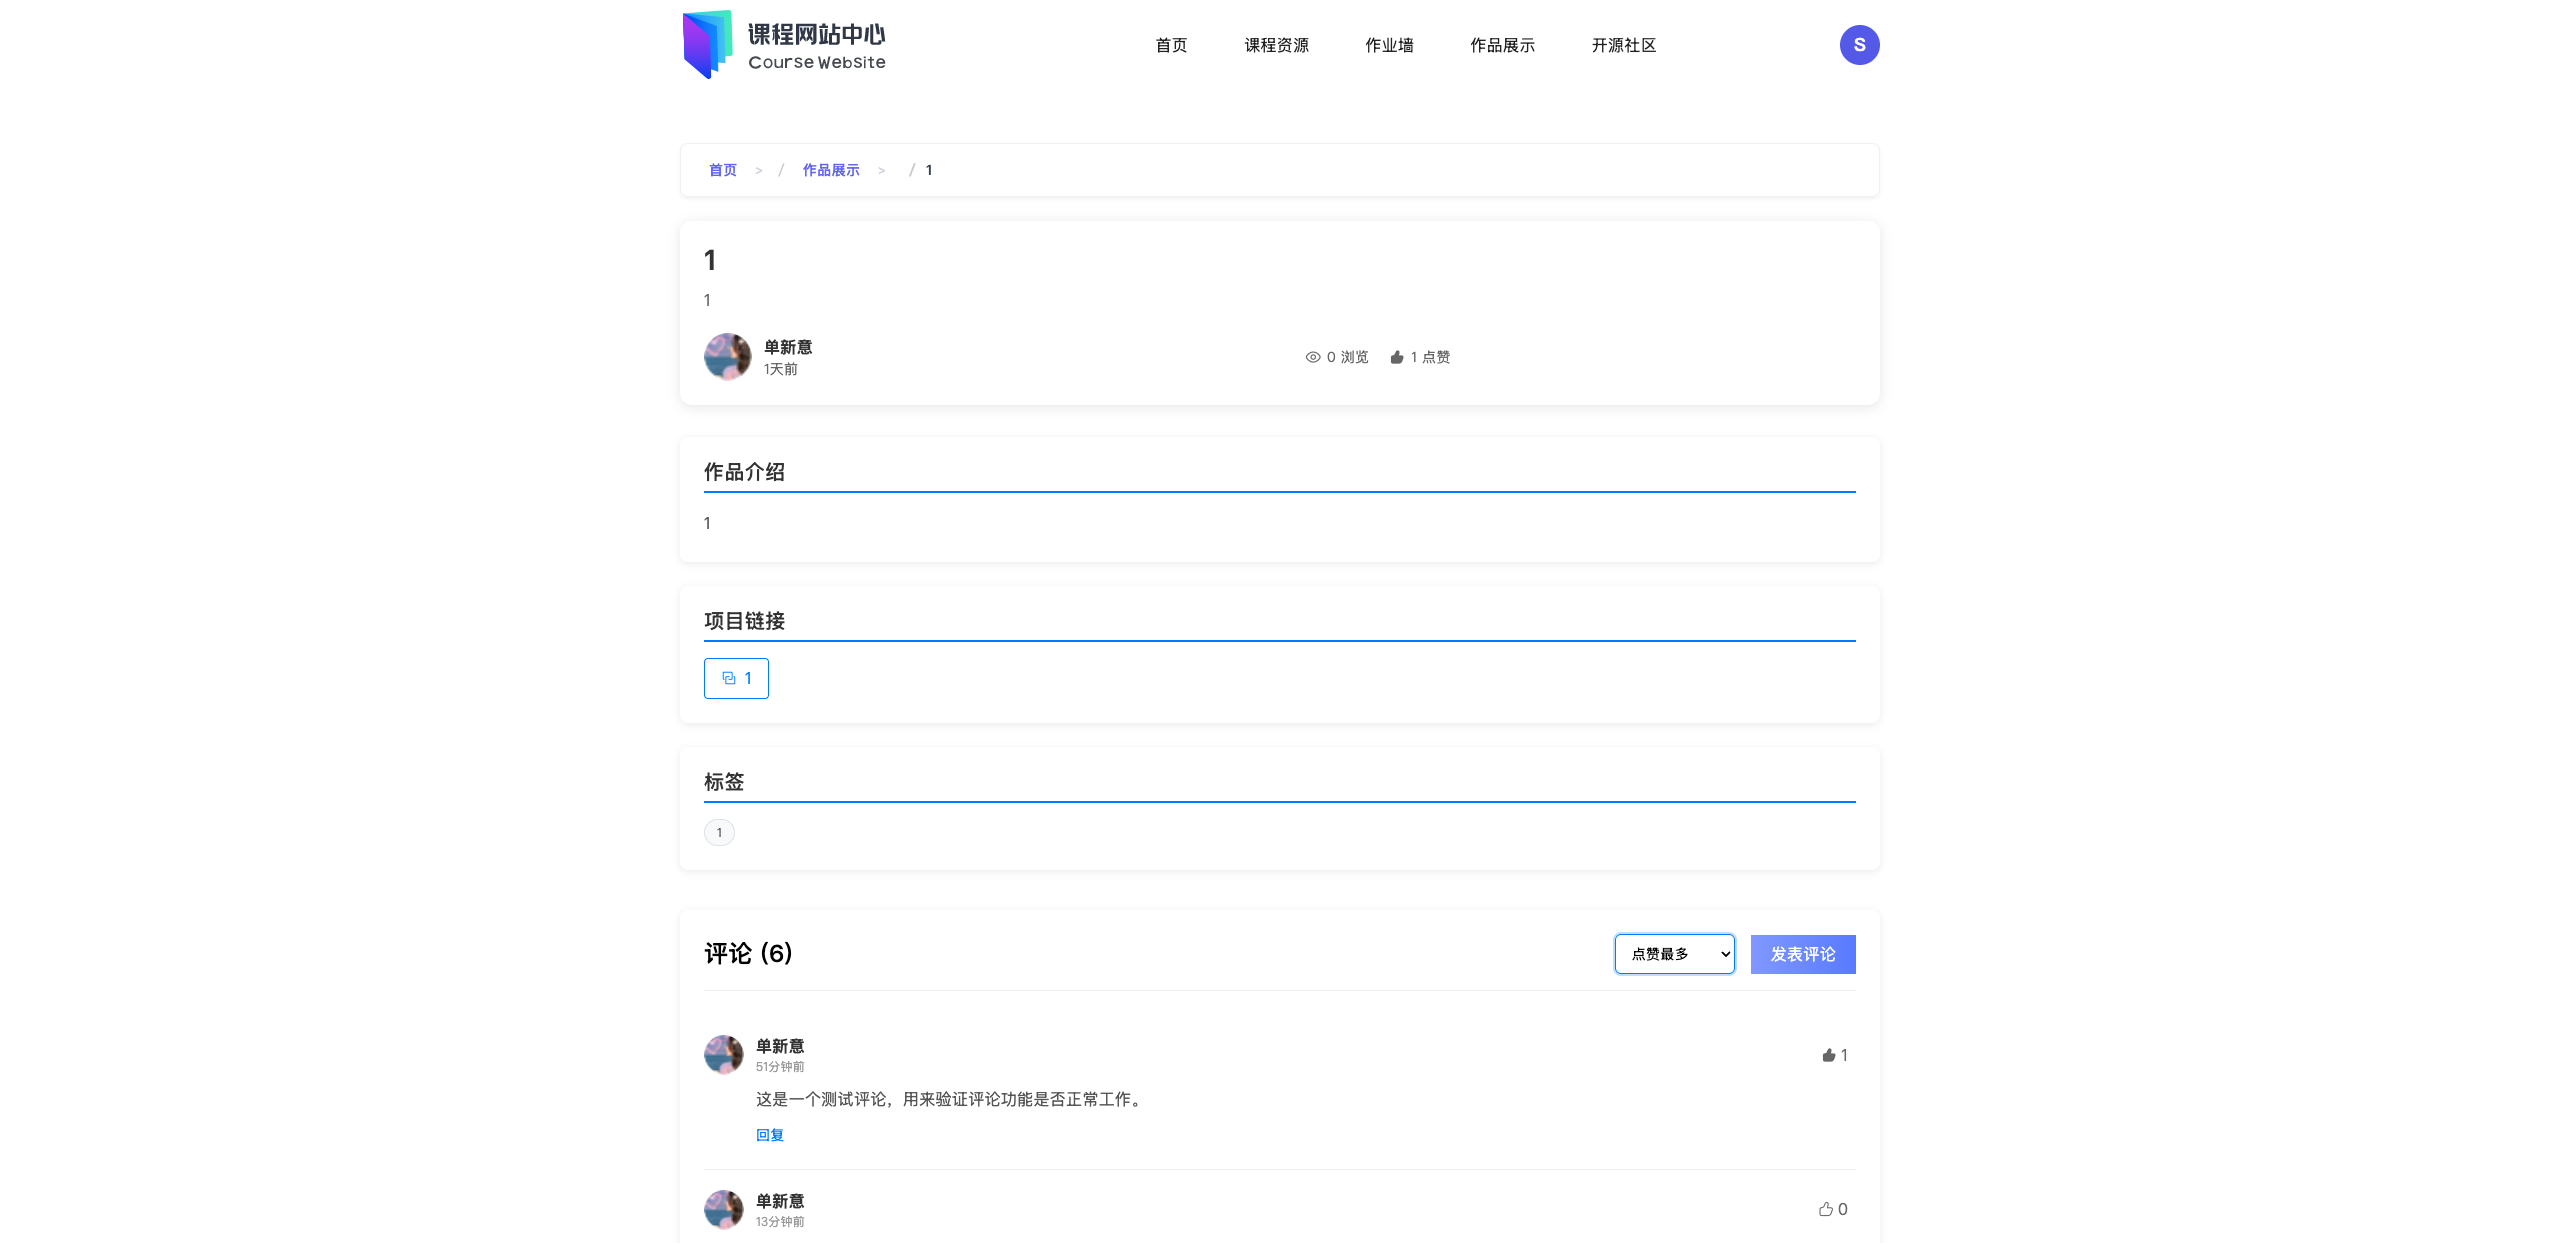 课程网站中心
Course Website
首页 课程资源 作业墙 作品展示 开源社区
S
首页 > / 作品展示 > / 1
1
1
单新意
1天前
0 浏览 1 点赞
作品介绍
1
项目链接
1
标签
1
评论 (6)
点赞最多 发表评论
单新意
51分钟前
1
这是一个测试评论，用来验证评论功能是否正常工作。
回复
单新意
13分钟前
0